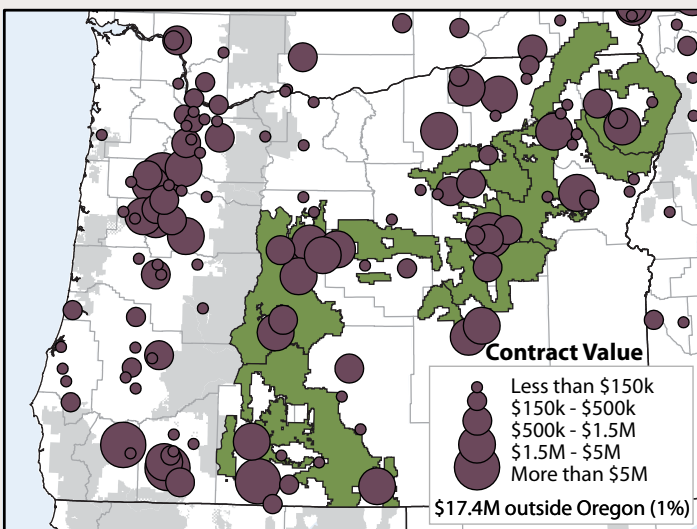 Contract Value
Less than $150k
$150k - $500k
$500k - $1.5M
$1.5M - $5M
More than $5M
$17.4M outside Oregon (1%)